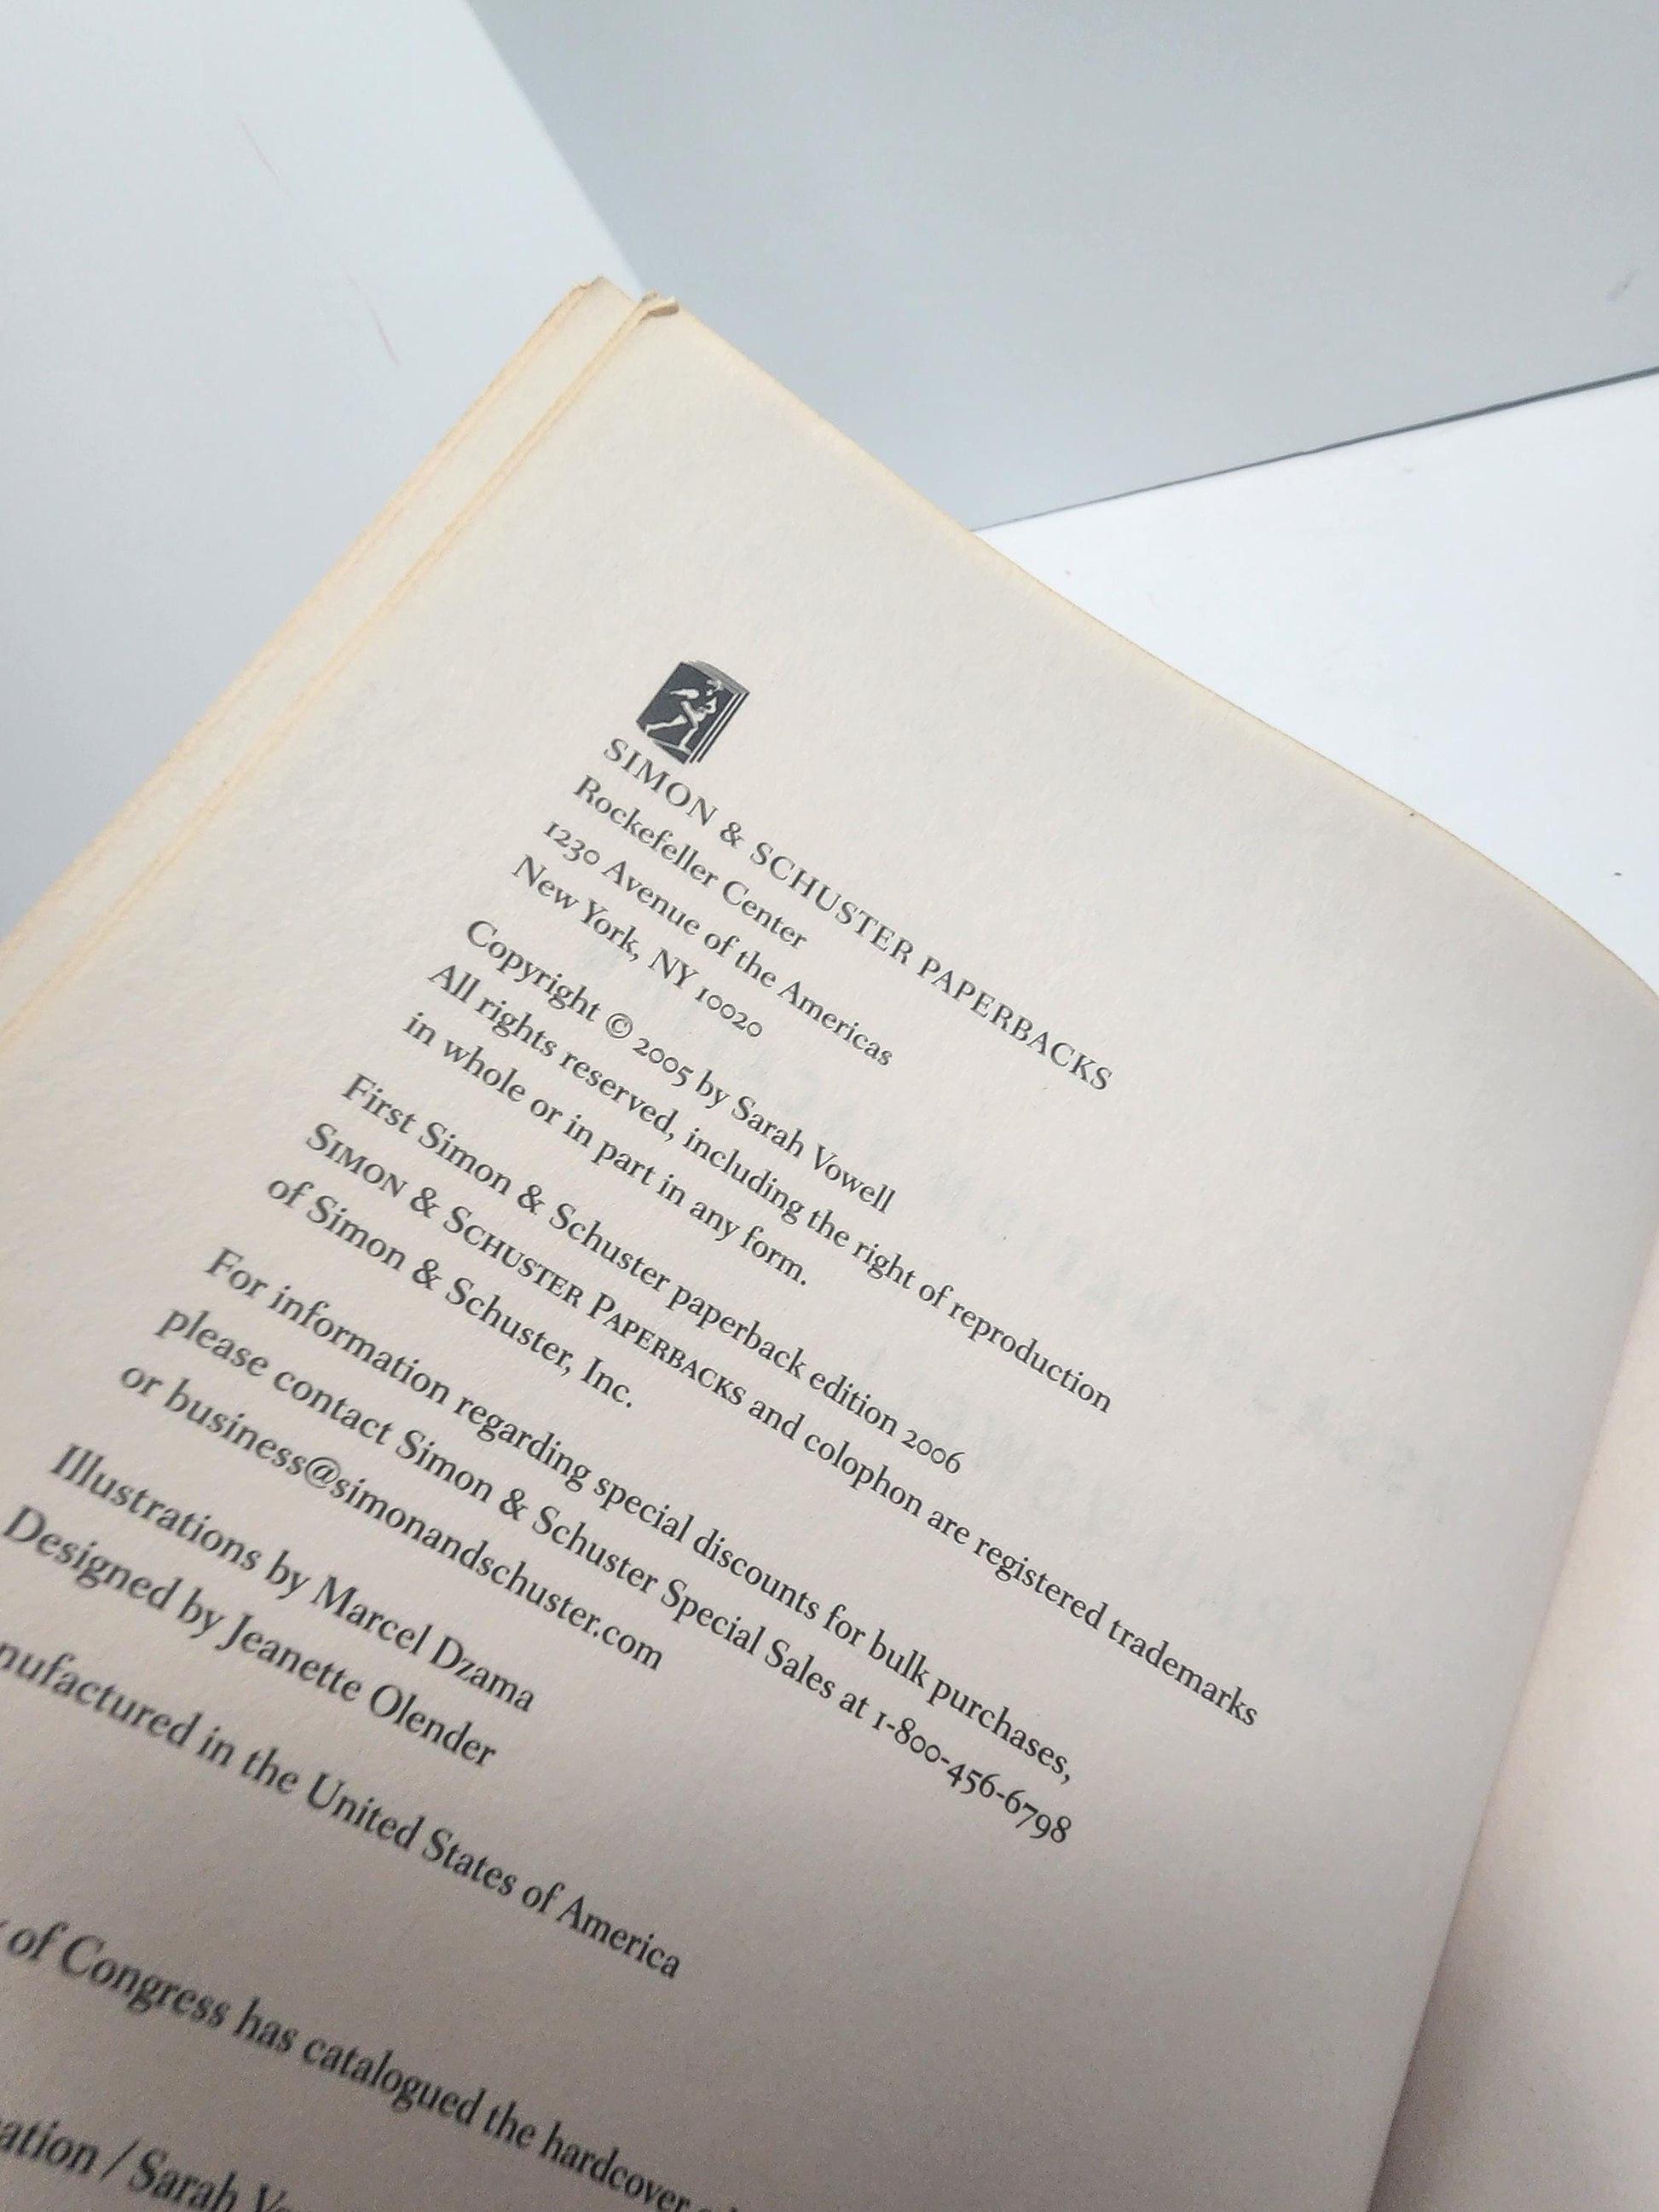 SIMON & SCHUSTER PAPERBACKS
Rockefeller Center
1230 Avenue of the Americas
New York, NY 10020
Copyright © 2005 by Sarah Vowell
All rights reserved, including the right of reproduction
in whole or in part in any form.
First Simon & Schuster paperback edition 2006
SIMON & SCHUSTER PAPERBACKS and colophon are registered trademarks
of Simon & Schuster, Inc.
For information regarding special discounts for bulk purchases,
please contact Simon & Schuster Special Sales at 1-800-456-6798
or business@simonandschuster.com
Illustrations by Marcel Dzama
Designed by Jeanette Olender
nufactured in the United States of America
of Congress has catalogued the hardcover
ation / Sarah